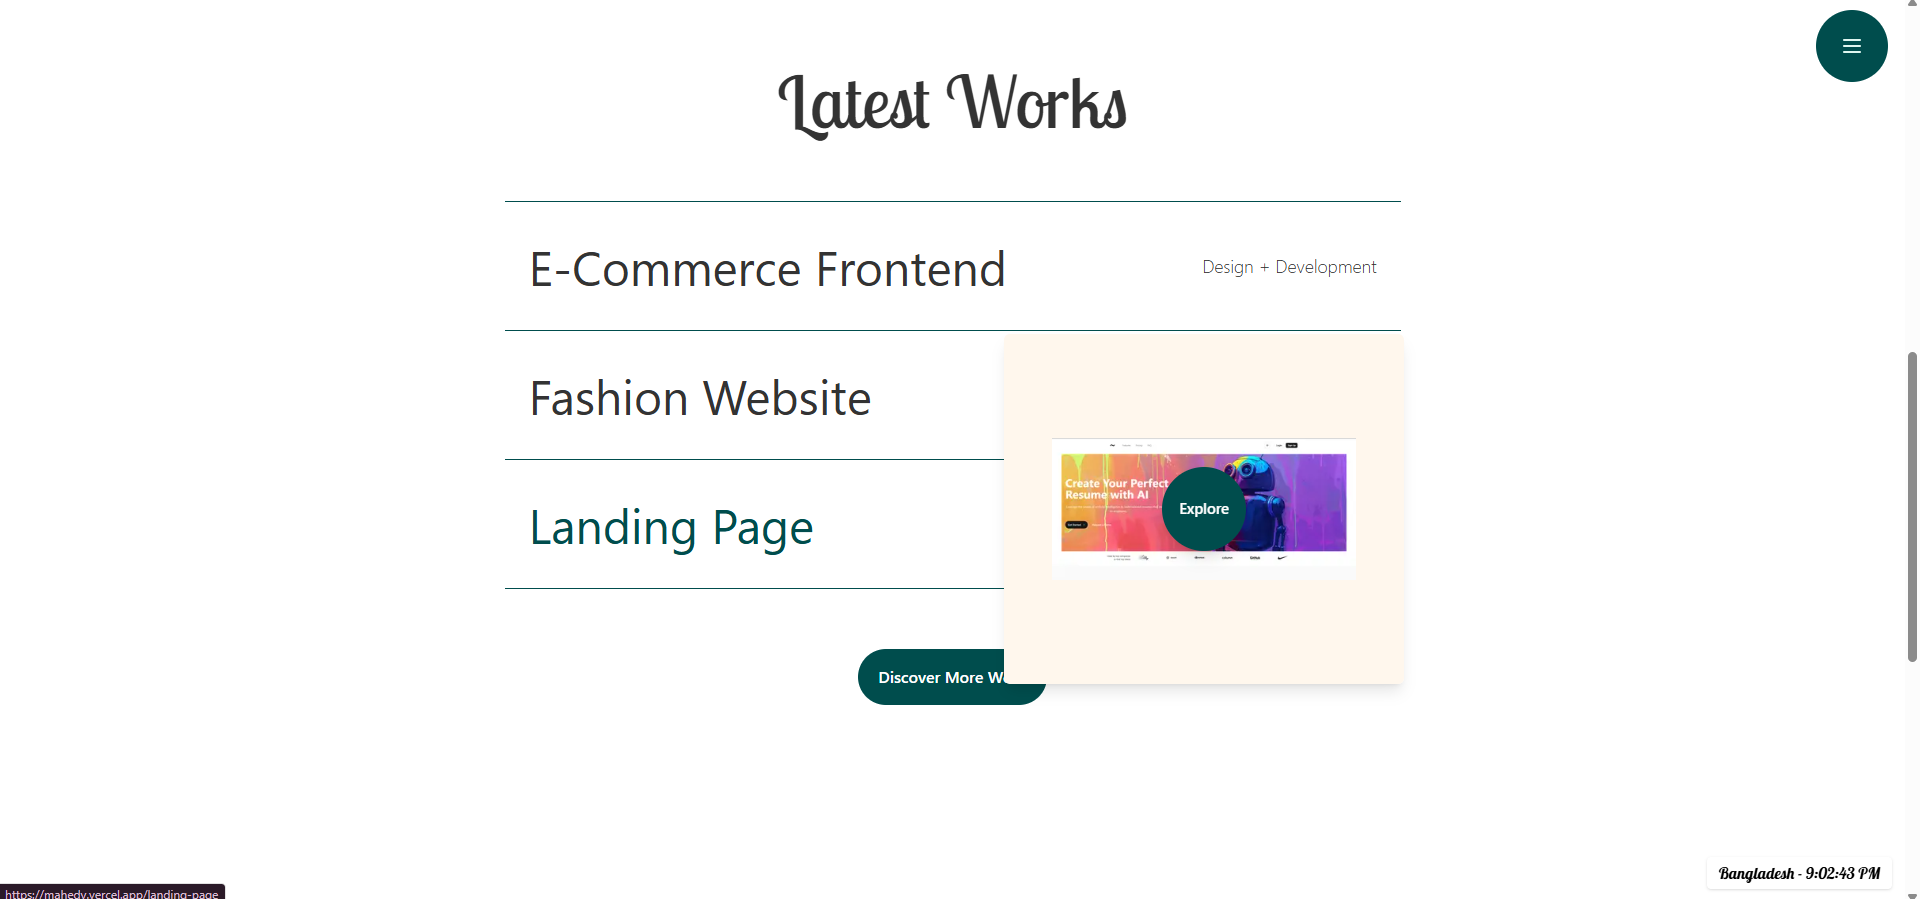 Latest Works
E-Commerce Frontend
Design + Development
Fashion Website
Create Your Perfect
Resume with AI
Explore
Landing Page
Discover More
Bangladesh - 9:02:43 PM
https://mahedy.vercel.app/landing-page